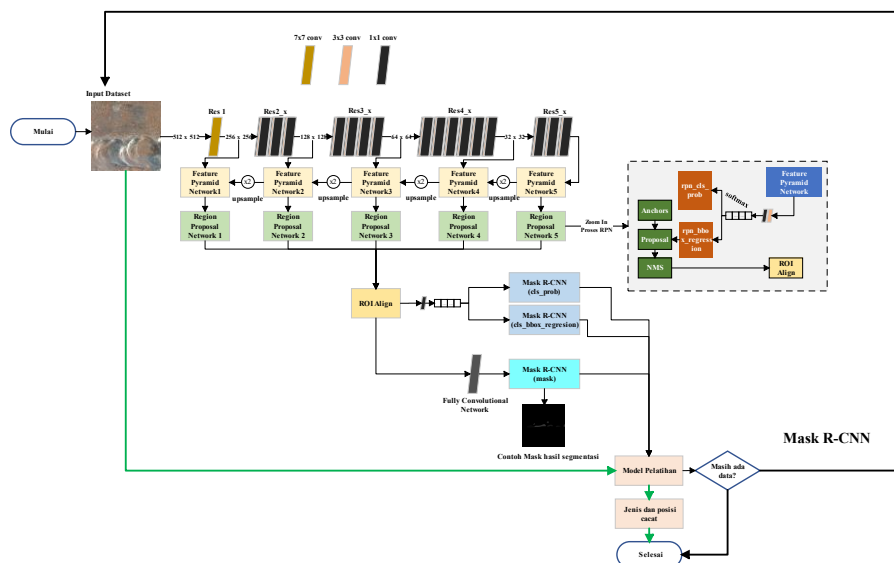 7x7 conv
3x3 conv
1x1 conv
Input Dataset
Mulai
Res 1
Res2_x
Res3_x
Res4_x
Res5_x
512 x 512
256 x 256
128 x 128
64 x 64
32 x 32
Feature
Pyramid
Network1
x2
upsample
Feature
Pyramid
Network2
x2
upsample
Feature
Pyramid
Network3
x2
upsample
Feature
Pyramid
Network4
x2
upsample
Feature
Pyramid
Network5
Region
Proposal
Network 1
Region
Proposal
Network 2
Region
Proposal
Network 3
Region
Proposal
Network 4
Region
Proposal
Network 5
Zoom In
Proses RPN
rpn_cls_
prob
softmax
Feature
Pyramid
Network
Anchors
Proposal
rpn_bbo
x_regress
ion
NMS
ROI
Align
ROI Align
Mask R-CNN
(cls_prob)
Mask R-CNN
(cls_bbox_regresion)
Mask R-CNN
(mask)
Fully Convolutional
Network
Contoh Mask hasil segmentasi
Mask R-CNN
Model Pelatihan
Masih ada
data?
Jenis dan posisi
cacat
Selesai